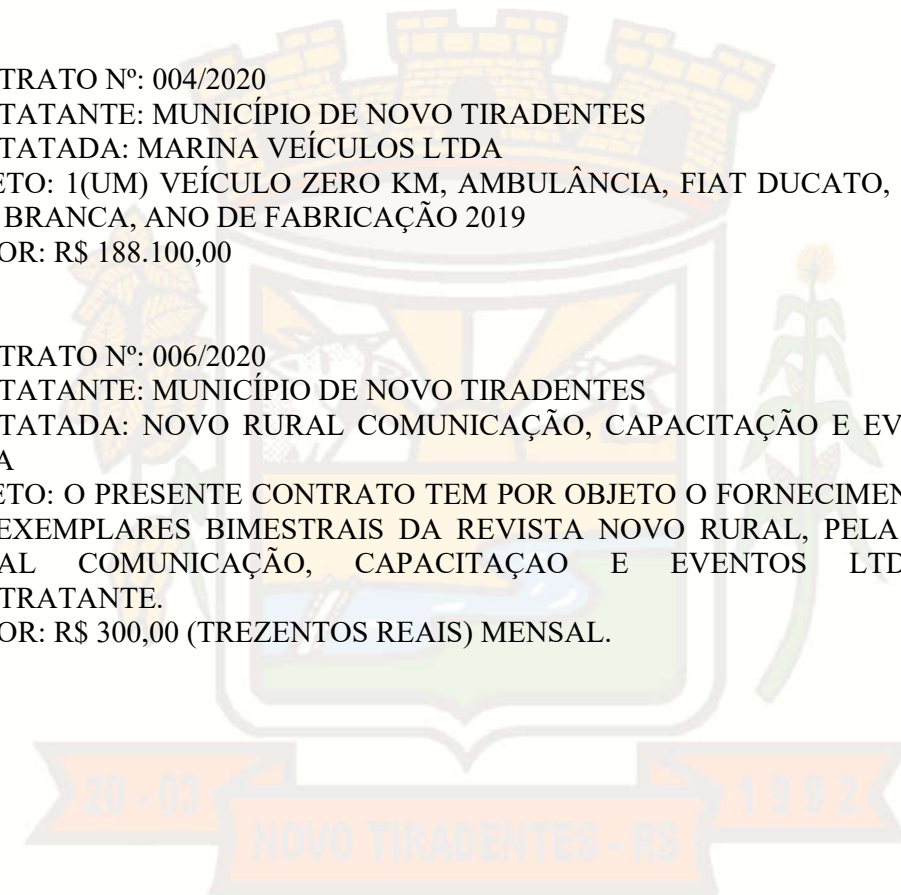 TRATO Nº: 004/2020
TATANTE: MUNICÍPIO DE NOVO TIRADENTES
TATADA: MARINA VEÍCULOS LTDA
ETO: 1(UM) VEÍCULO ZERO KM, AMBULÂNCIA, FIAT DUCATO,
BRANCA, ANO DE FABRICAÇÃO 2019
OR: R$ 188.100,00
TRATO Nº: 006/2020
TATANTE: MUNICÍPIO DE NOVO TIRADENTES
TATADA: NOVO RURAL COMUNICAÇÃO, CAPACITAÇÃO E EV
A
ETO: O PRESENTE CONTRATO TEM POR OBJETO O FORNECIMEN
EXEMPLARES BIMESTRAIS DA REVISTA NOVO RURAL, PELA
AL COMUNICAÇÃO, CAPACITAÇAO E EVENTOS LTD
TRATANTE.
OR: R$ 300,00 (TREZENTOS REAIS) MENSAL.
20 - 03 1992
NOVO TIRADENTES - RS